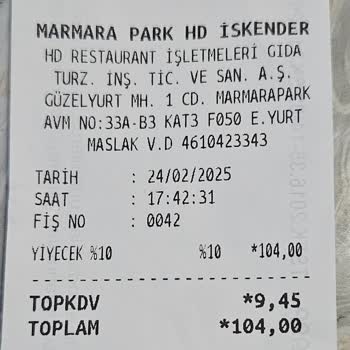 MARMARA PARK HD İSKENDER
HD RESTAURANT İŞLETMELERİ GIDA
TURZ. İNŞ. TİC. VE SAN. A.Ş.
GÜZELYURT MH. 1 CD. MARMARAPARK
AVM NO:33A-B3 KAT3 F050 E.YURT
MASLAK V.D 4610423343
TARİH : 24/02/2025
SAAT : 17:42:31
FİŞ NO : 0042
YİYECEK %10 %10 *104,00
TOPKDV *9,45
TOPLAM *104,00